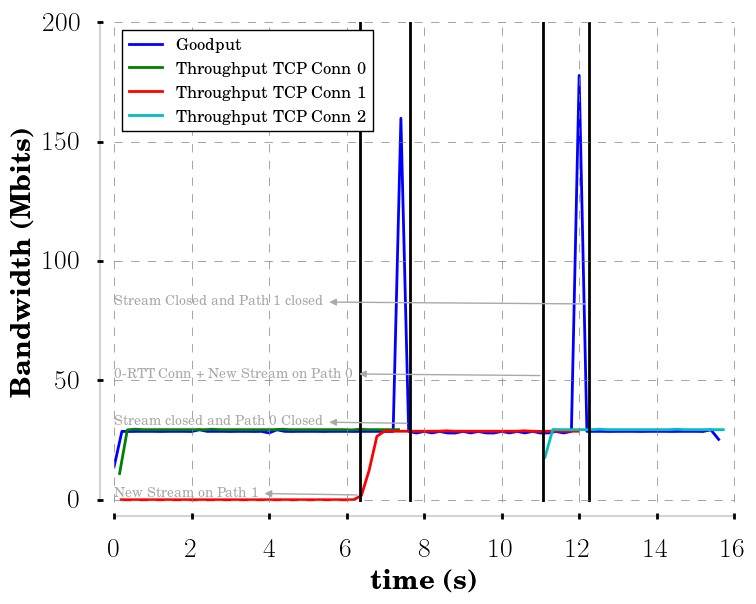 200
150
100
50
0
Bandwidth (Mbits)
Goodput
Throughput TCP Conn 0
Throughput TCP Conn 1
Throughput TCP Conn 2
Stream Closed and Path 1 closed
0-RTT Conn + New Stream on Path 0
Stream closed and Path 0 Closed
New Stream on Path 1
0 2 4 6 8 10 12 14 16
time (s)